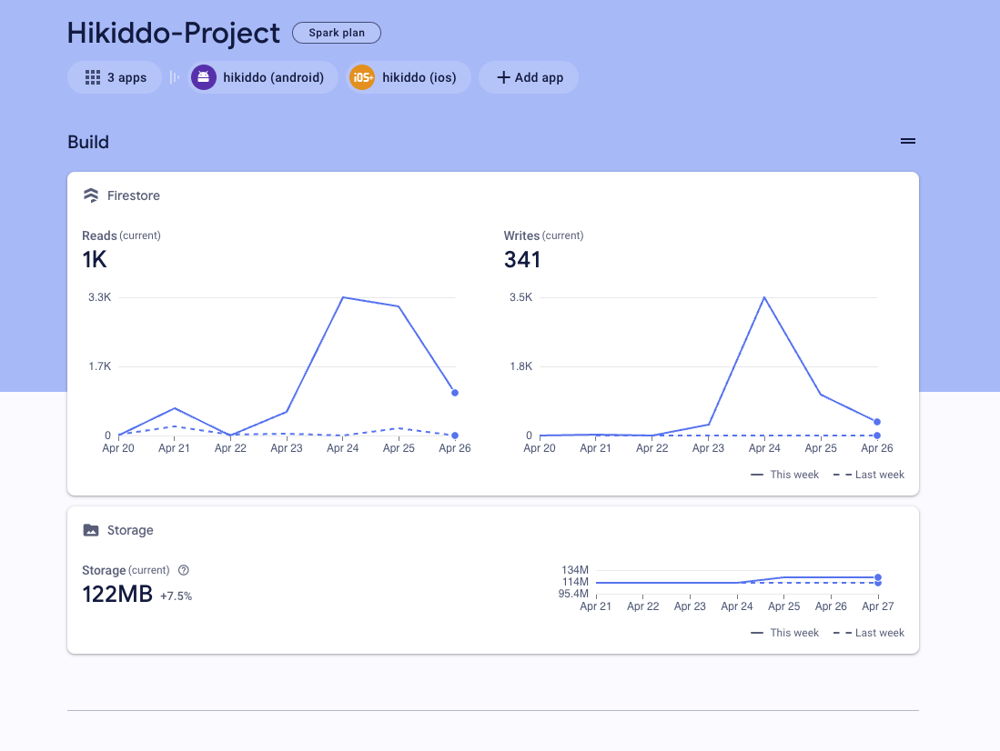 Hikiddo-Project Spark plan
3 apps hikiddo (android) iOS+ hikiddo (ios) Add app
Build
Firestore
Reads (current)
1K
3.3K
1.7K
0
Apr 20 Apr 21 Apr 22 Apr 23 Apr 24 Apr 25 Apr 26
Writes (current)
341
3.5K
1.8K
0
Apr 20 Apr 21 Apr 22 Apr 23 Apr 24 Apr 25 Apr 26
This week Last week
Storage
Storage (current)
122MB +7.5%
134M
114M
95.4M
Apr 21 Apr 22 Apr 23 Apr 24 Apr 25 Apr 26 Apr 27
This week Last week